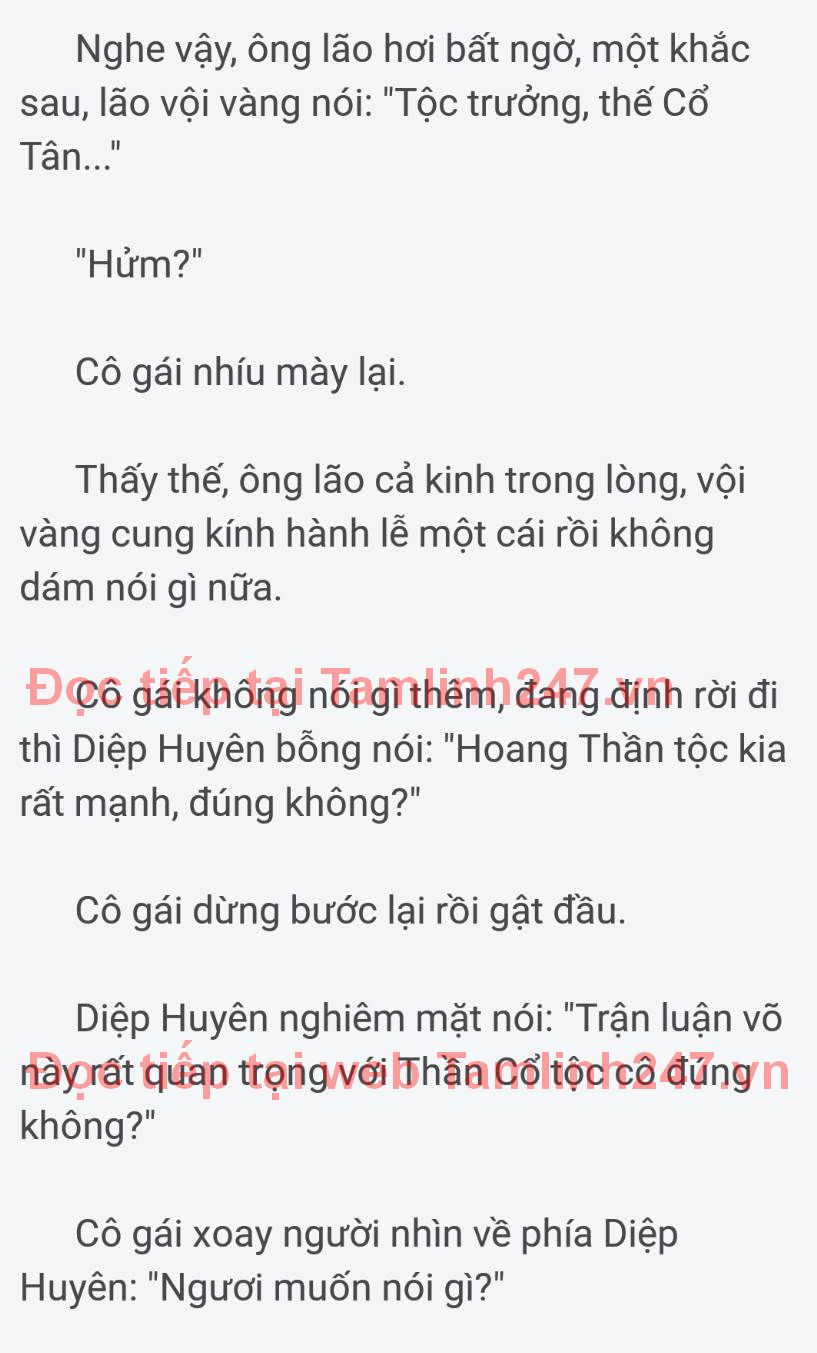 Nghe vậy, ông lão hơi bất ngờ, một khắc
sau, lão vội vàng nói: "Tộc trưởng, thế Cổ
Tân..."
"Hửm?"
Cô gái nhíu mày lại.
Thấy thế, ông lão cả kinh trong lòng, vội
vàng cung kính hành lễ một cái rồi không
dám nói gì nữa.
Đọc tiếp tại Tamlinh247.vn
Cô gái không nói gì thêm, đang định rời đi
thì Diệp Huyên bỗng nói: "Hoang Thần tộc kia
rất mạnh, đúng không?"
Cô gái dừng bước lại rồi gật đầu.
Diệp Huyên nghiêm mặt nói: "Trận luận võ
Đọc tiếp tại web Tamlinh247.vn
này rất quan trọng với Thần Cổ tộc cô đúng
không?"
Cô gái xoay người nhìn về phía Diệp
Huyên: "Ngươi muốn nói gì?"